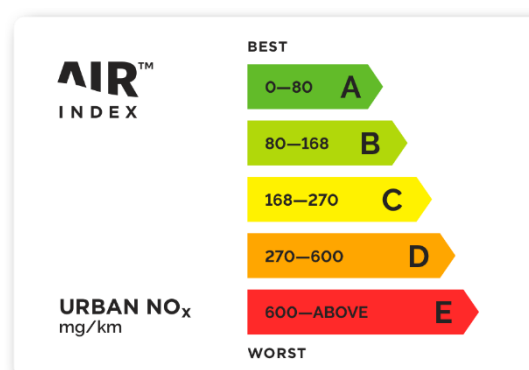 AIR™
INDEX
BEST
0—80 A
80—168 B
168—270 C
270—600 D
600—ABOVE E
WORST
URBAN NOx
mg/km